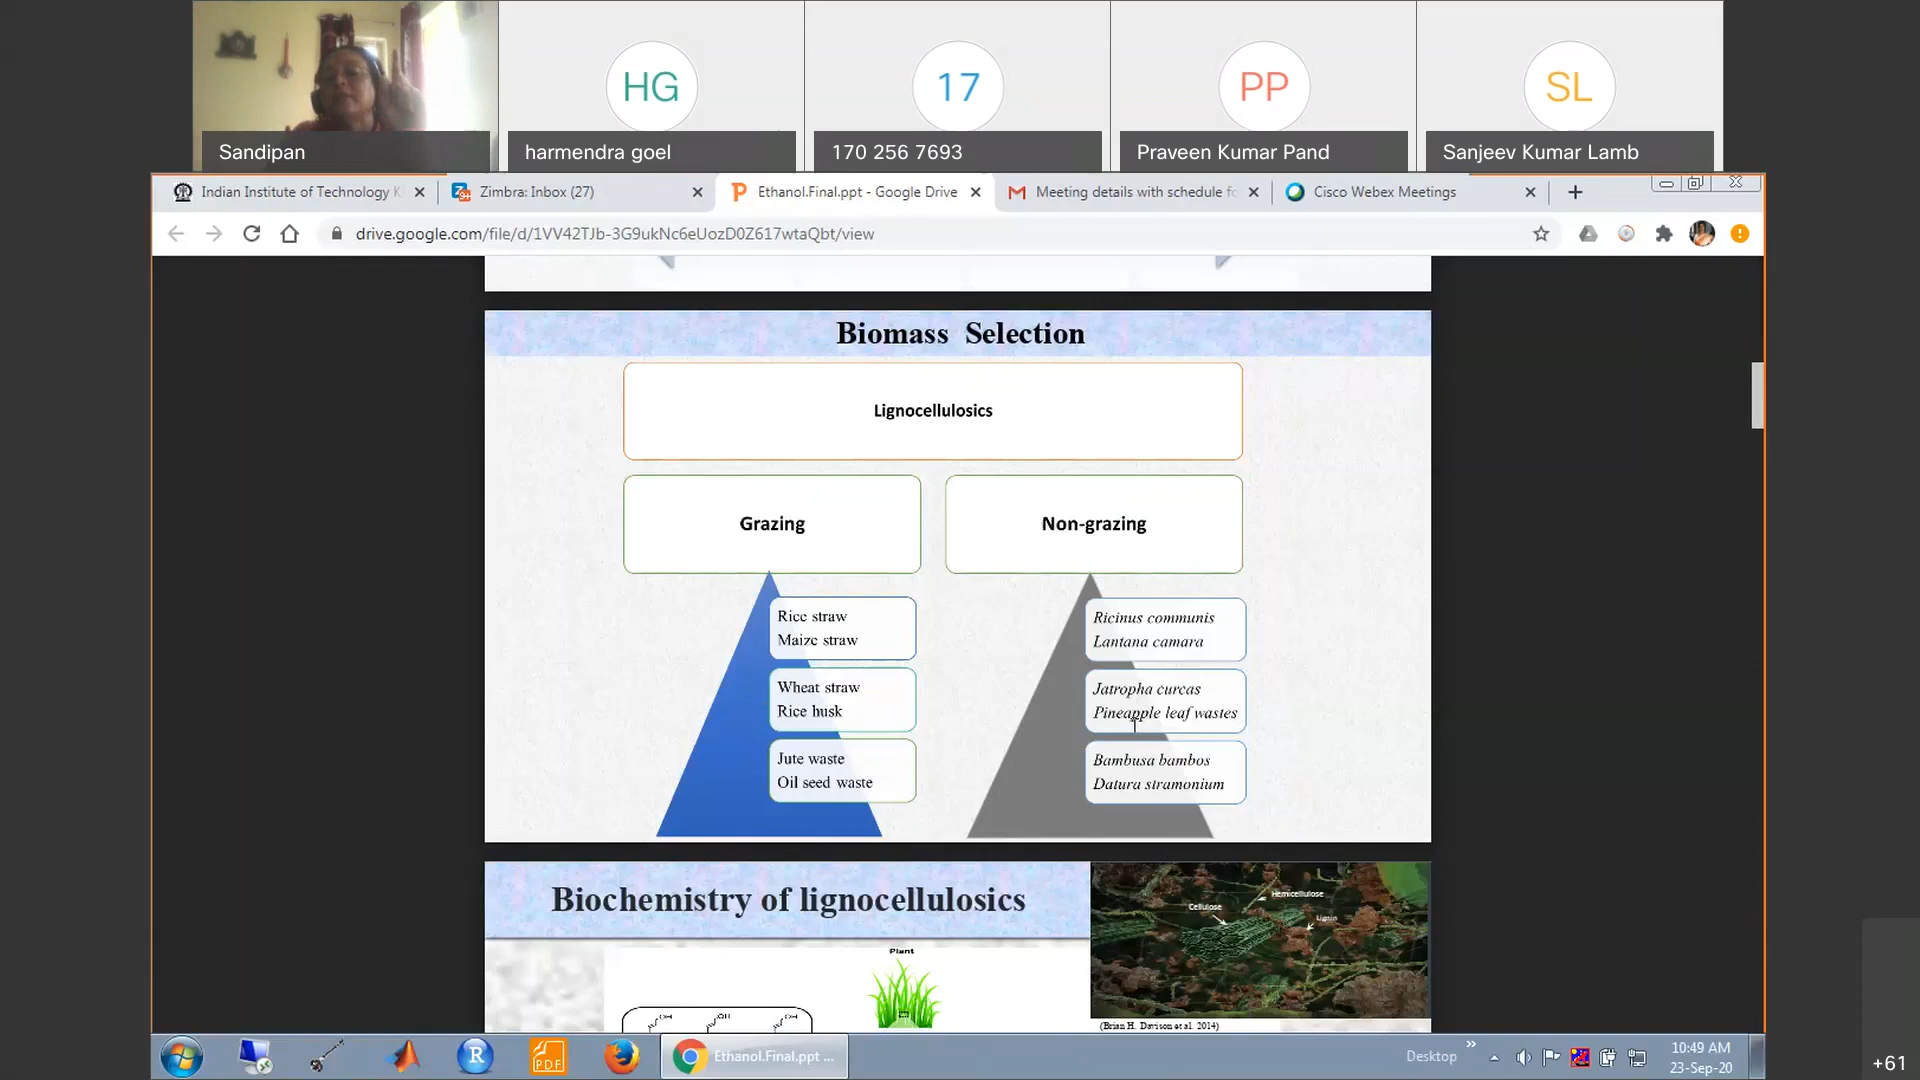 HG
17
PP
SL
Sandipan
harmendra goel
170 256 7693
Praveen Kumar Pand
Sanjeev Kumar Lamb
Indian Institute of Technology K
Zimbra: Inbox (27)
Ethanol.Final.ppt - Google Drive
Meeting details with schedule fo
Cisco Webex Meetings
drive.google.com/file/d/1VV42TJb-3G9ukNc6eUozD0Z617wtaQbt/view
Biomass Selection
Lignocellulosics
Grazing
Non-grazing
Rice straw
Maize straw
Wheat straw
Rice husk
Jute waste
Oil seed waste
Ricinus communis
Lantana camara
Jatropha curcas
Pineapple leaf wastes
Bambusa bambos
Datura stramonium
Biochemistry of lignocellulosics
Hemicellulose
Cellulose
Lignin
Plant
OH
OH
OH
(Brian H. Davison et al. 2014)
R
PDF
Ethanol.Final.ppt ...
Desktop
10:49 AM
23-Sep-20
+61